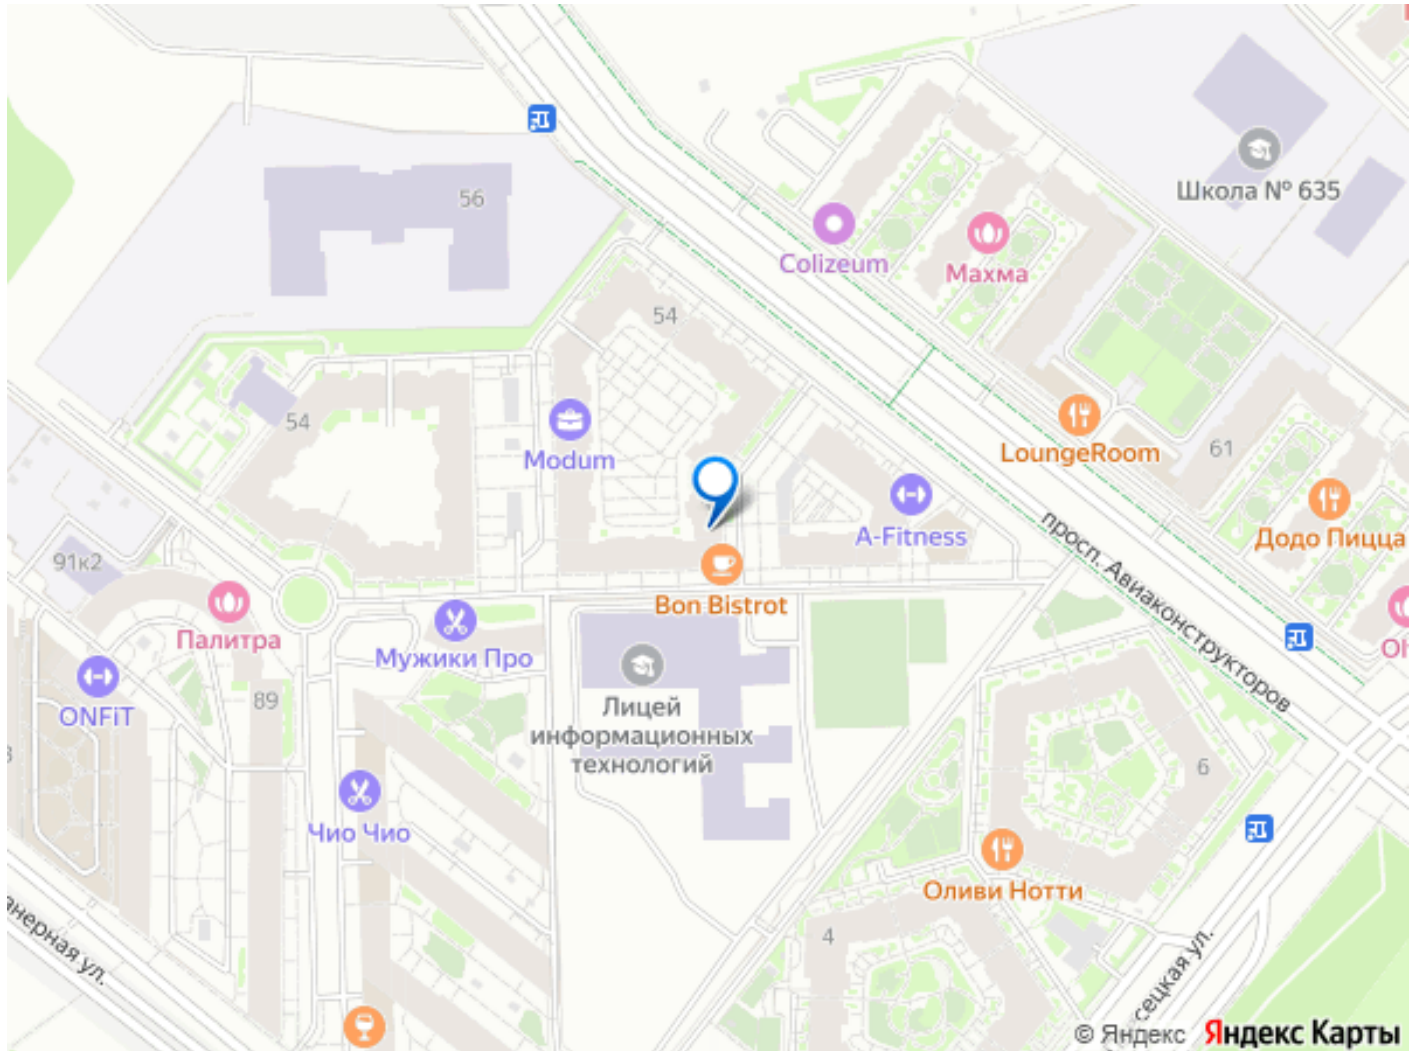 56
Школа № 635
Colizeum
Махма
54
54
Modum
LoungeRoom
61
A-Fitness
Додо Пицца
просп. Авиаконструкторов
91к2
Палитра
Bon Bistrot
Мужики Про
ONFiT
89
Лицей
информационных
технологий
6
Чио Чио
Оливи Нотти
4
анерная ул.
сецкая ул.
© Яндекс Яндекс Карты